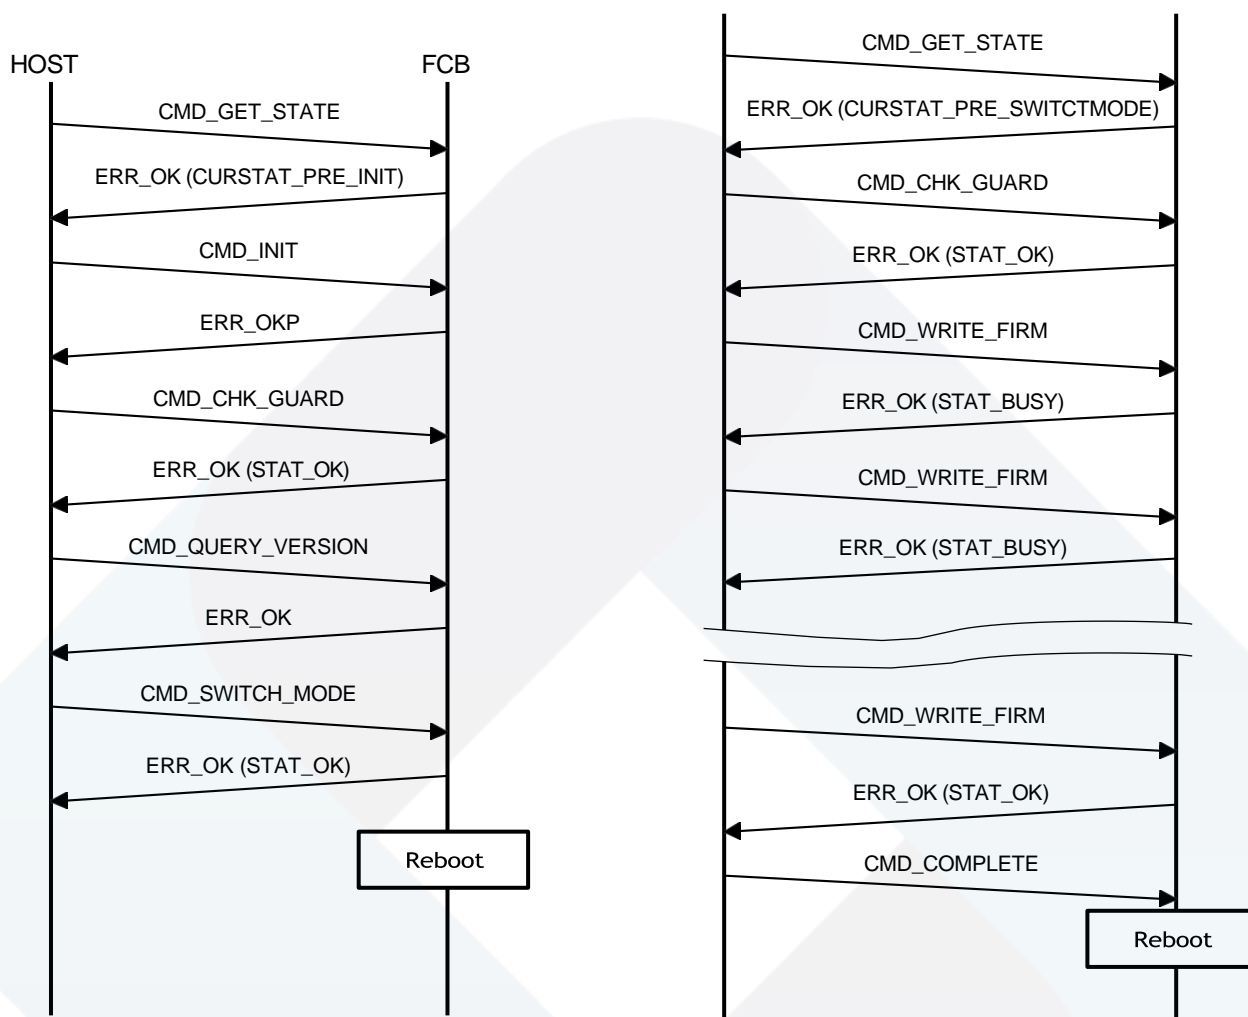 HOST
FCB
CMD_GET_STATE
ERR_OK (CURSTAT_PRE_INIT)
CMD_INIT
ERR_OKP
CMD_CHK_GUARD
ERR_OK (STAT_OK)
CMD_QUERY_VERSION
ERR_OK
CMD_SWITCH_MODE
ERR_OK (STAT_OK)
Reboot
CMD_GET_STATE
ERR_OK (CURSTAT_PRE_SWITCTMODE)
CMD_CHK_GUARD
ERR_OK (STAT_OK)
CMD_WRITE_FIRM
ERR_OK (STAT_BUSY)
CMD_WRITE_FIRM
ERR_OK (STAT_BUSY)
CMD_WRITE_FIRM
ERR_OK (STAT_OK)
CMD_COMPLETE
Reboot